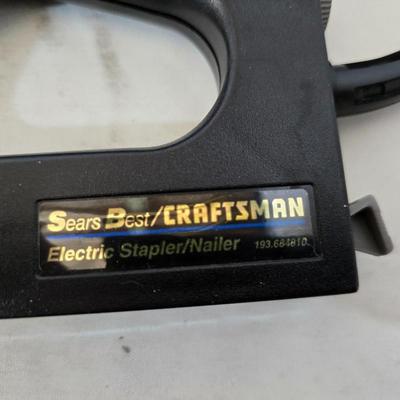 Sears Best/CRAFTSMAN
Electric Stapler/Nailer 193.684810